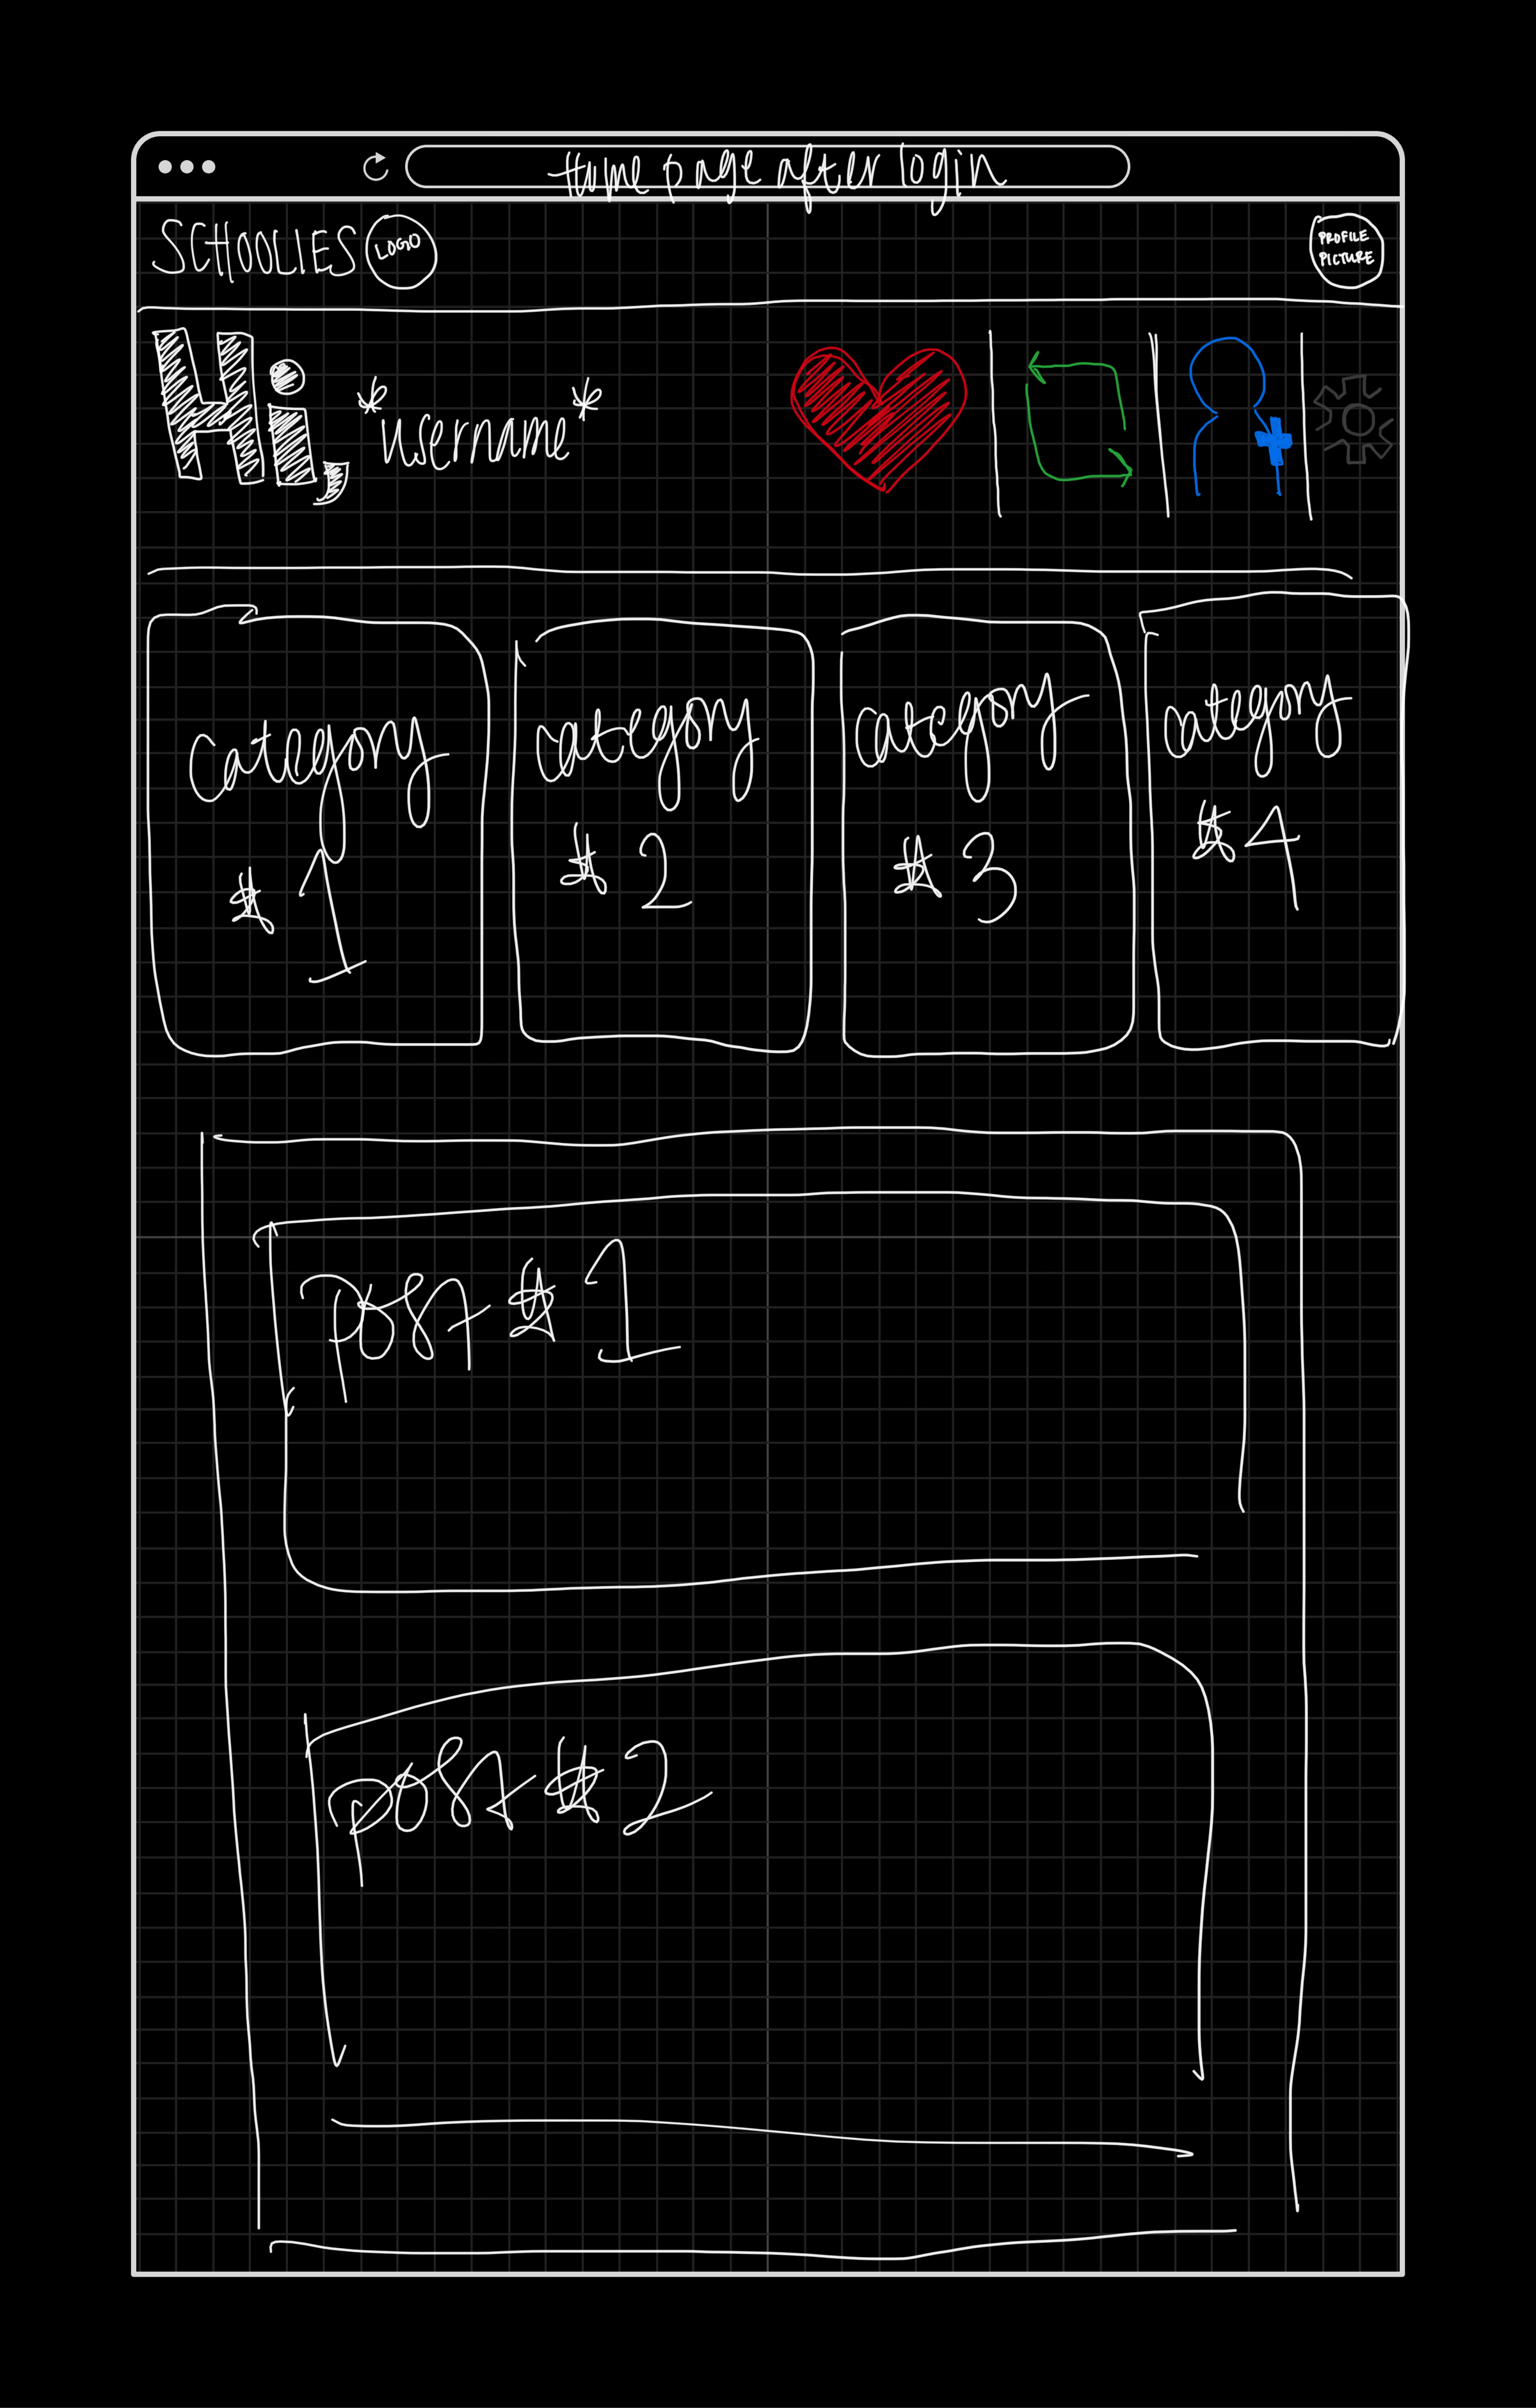 Home page after login
SCHOOLIES LOGO
PROFILE
PICTURE
Hi, *username*
category
# 1
category
# 2
category
# 3
category
# 4
Post # 1
Post # 2